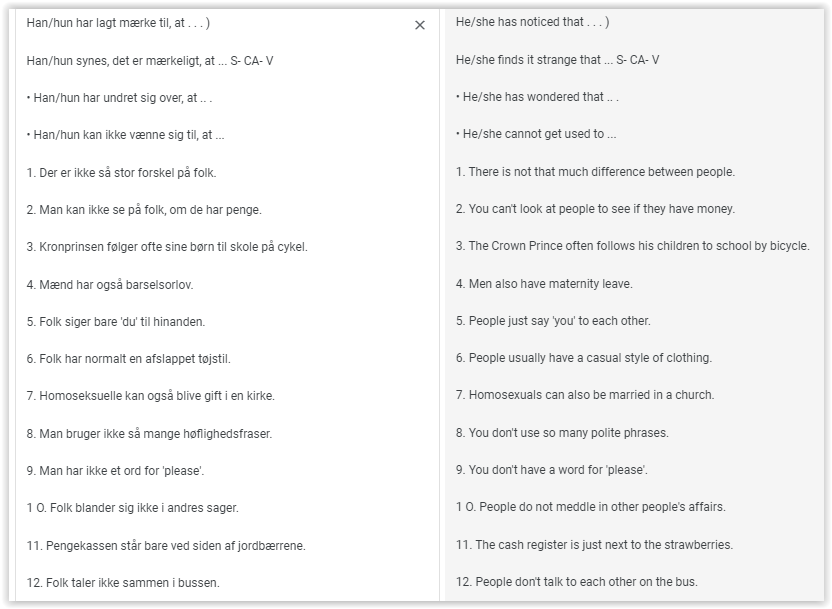 Han/hun har lagt mærke til, at . . . )
Han/hun synes, det er mærkeligt, at ... S- CA- V
• Han/hun har undret sig over, at .. .
• Han/hun kan ikke vænne sig til, at ...
1. Der er ikke så stor forskel på folk.
2. Man kan ikke se på folk, om de har penge.
3. Kronprinsen følger ofte sine børn til skole på cykel.
4. Mænd har også barselsorlov.
5. Folk siger bare 'du' til hinanden.
6. Folk har normalt en afslappet tøjstil.
7. Homoseksuelle kan også blive gift i en kirke.
8. Man bruger ikke så mange høflighedsfraser.
9. Man har ikke et ord for 'please'.
1 O. Folk blander sig ikke i andres sager.
11. Pengekassen står bare ved siden af jordbærrene.
12. Folk taler ikke sammen i bussen.
He/she has noticed that . . . )
He/she finds it strange that ... S- CA- V
• He/she has wondered that .. .
• He/she cannot get used to ...
1. There is not that much difference between people.
2. You can't look at people to see if they have money.
3. The Crown Prince often follows his children to school by bicycle.
4. Men also have maternity leave.
5. People just say 'you' to each other.
6. People usually have a casual style of clothing.
7. Homosexuals can also be married in a church.
8. You don't use so many polite phrases.
9. You don't have a word for 'please'.
1 O. People do not meddle in other people's affairs.
11. The cash register is just next to the strawberries.
12. People don't talk to each other on the bus.